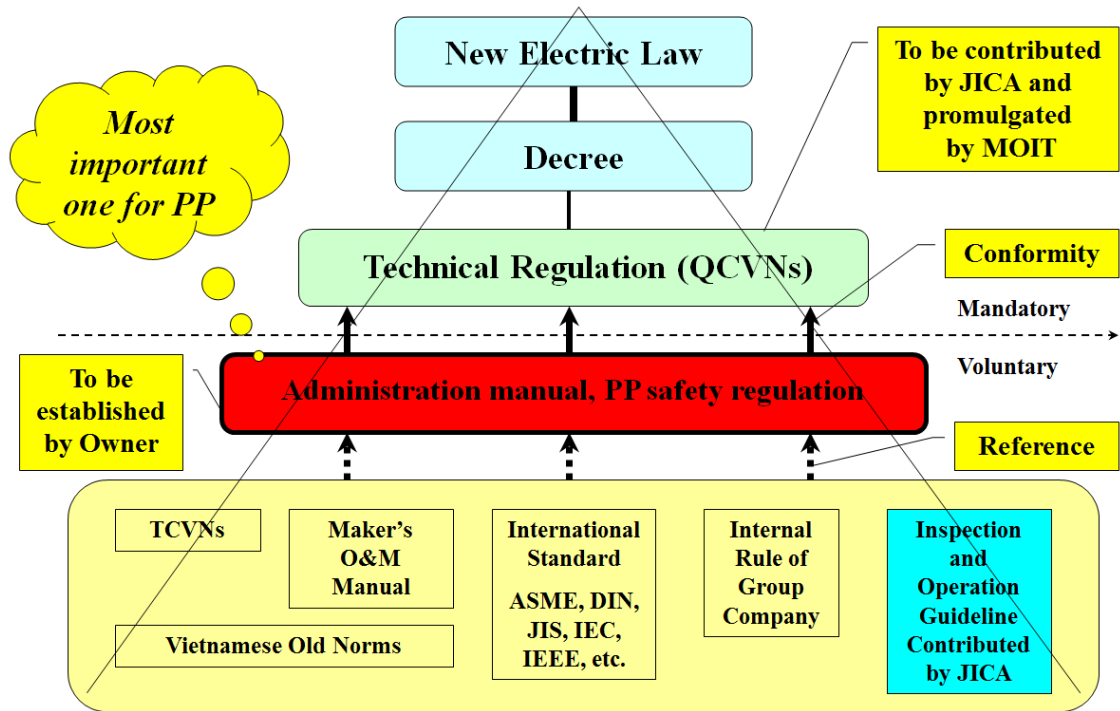 New Electric Law
To be contributed
by JICA and
promulgated
by MOIT
Most
important
one for PP
Decree
Technical Regulation (QCVNs)
Conformity
Mandatory
Voluntary
To be
established
by Owner
Administration manual, PP safety regulation
Reference
TCVNs
Maker's
O&M
Manual
Vietnamese Old Norms
International
Standard
ASME, DIN,
JIS, IEC,
IEEE, etc.
Internal
Rule of
Group
Company
Inspection
and
Operation
Guideline
Contributed
by JICA